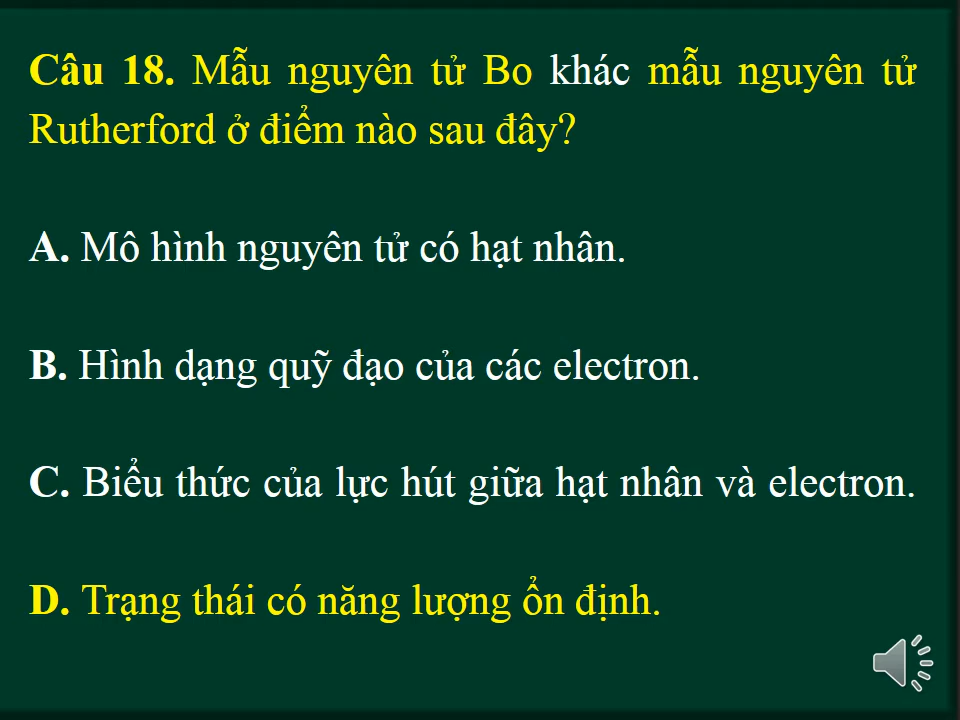 Câu 18. Mẫu nguyên tử Bo khác mẫu nguyên tử
Rutherford ở điểm nào sau đây?
A. Mô hình nguyên tử có hạt nhân.
B. Hình dạng quỹ đạo của các electron.
C. Biểu thức của lực hút giữa hạt nhân và electron.
D. Trạng thái có năng lượng ổn định.